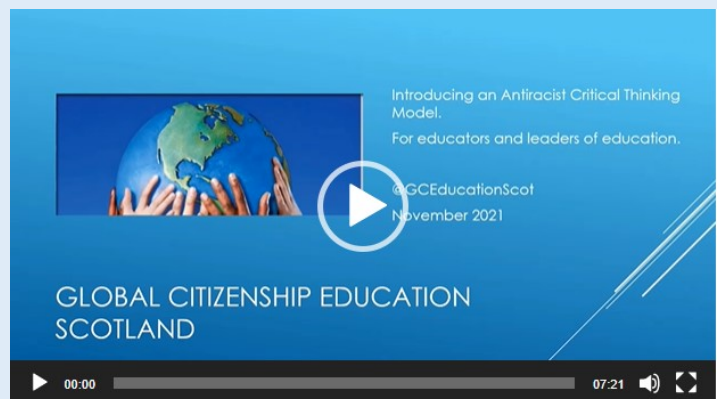 Introducing an Antiracist Critical Thinking
Model.
For educators and leaders of education.
@GCEducationScot
November 2021
GLOBAL CITIZENSHIP EDUCATION
SCOTLAND
00:00
07:21